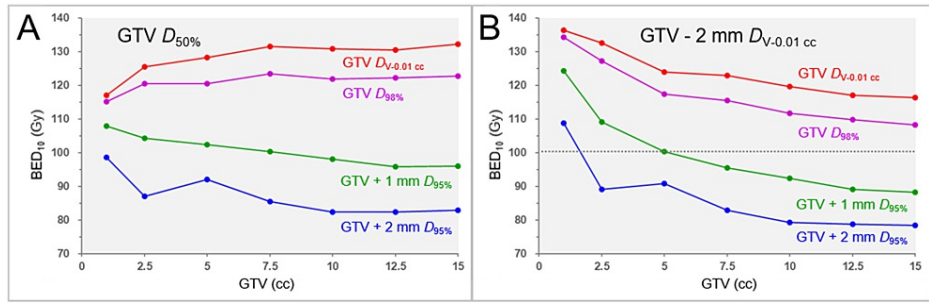 A
GTV D50%
BED10 (Gy)
140
130
120
110
100
90
80
70
GTV DV-0.01 cc
GTV D98%
GTV + 1 mm D95%
GTV + 2 mm D95%
0
2.5
5
7.5
10
12.5
15
GTV (cc)
B
GTV - 2 mm DV-0.01 cc
BED10 (Gy)
140
130
120
110
100
90
80
70
GTV DV-0.01 cc
GTV D98%
GTV + 1 mm D95%
GTV + 2 mm D95%
0
2.5
5
7.5
10
12.5
15
GTV (cc)